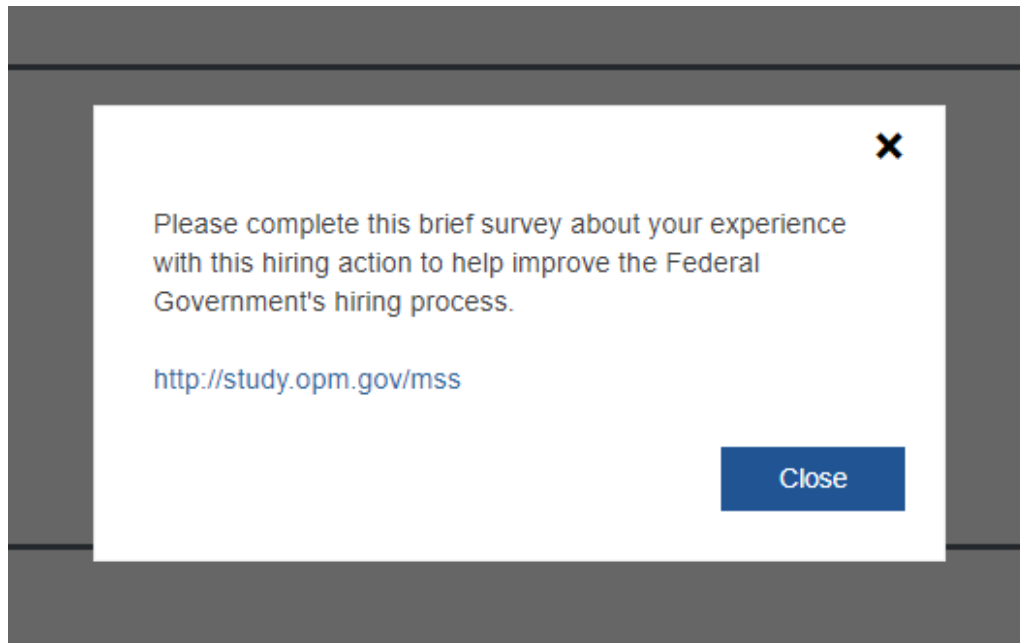 Please complete this brief survey about your experience
with this hiring action to help improve the Federal
Government's hiring process.
http://study.opm.gov/mss
Close